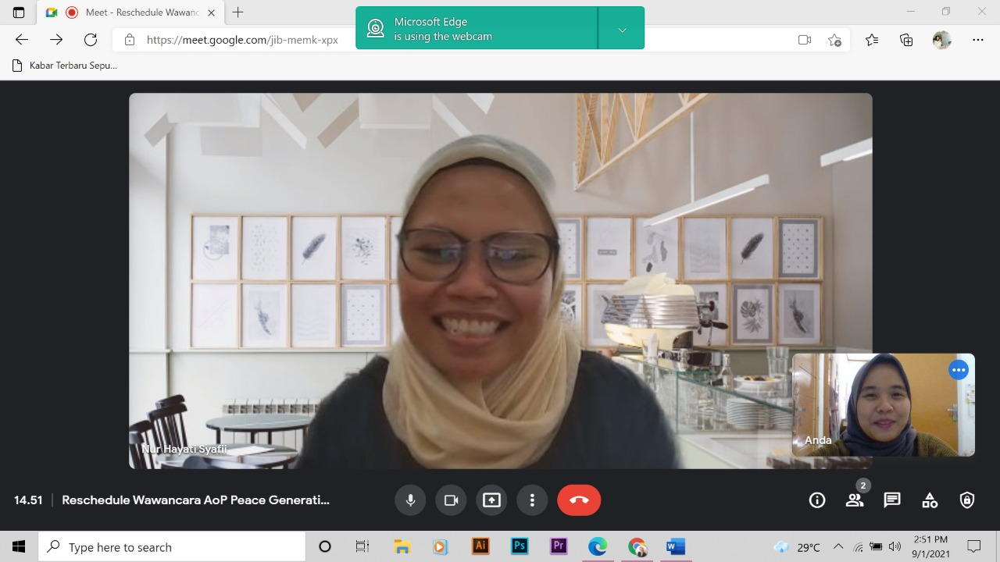 Meet - Reschedule Wawanc
Microsoft Edge
is using the webcam
https://meet.google.com/jib-memk-xpx
Kabar Terbaru Sepu...
Nur Hayati Syafii
Anda
14.51 | Reschedule Wawancara AoP Peace Generati...
2
Type here to search
Ai
Ps
Pr
W
29°C
2:51 PM
9/1/2021